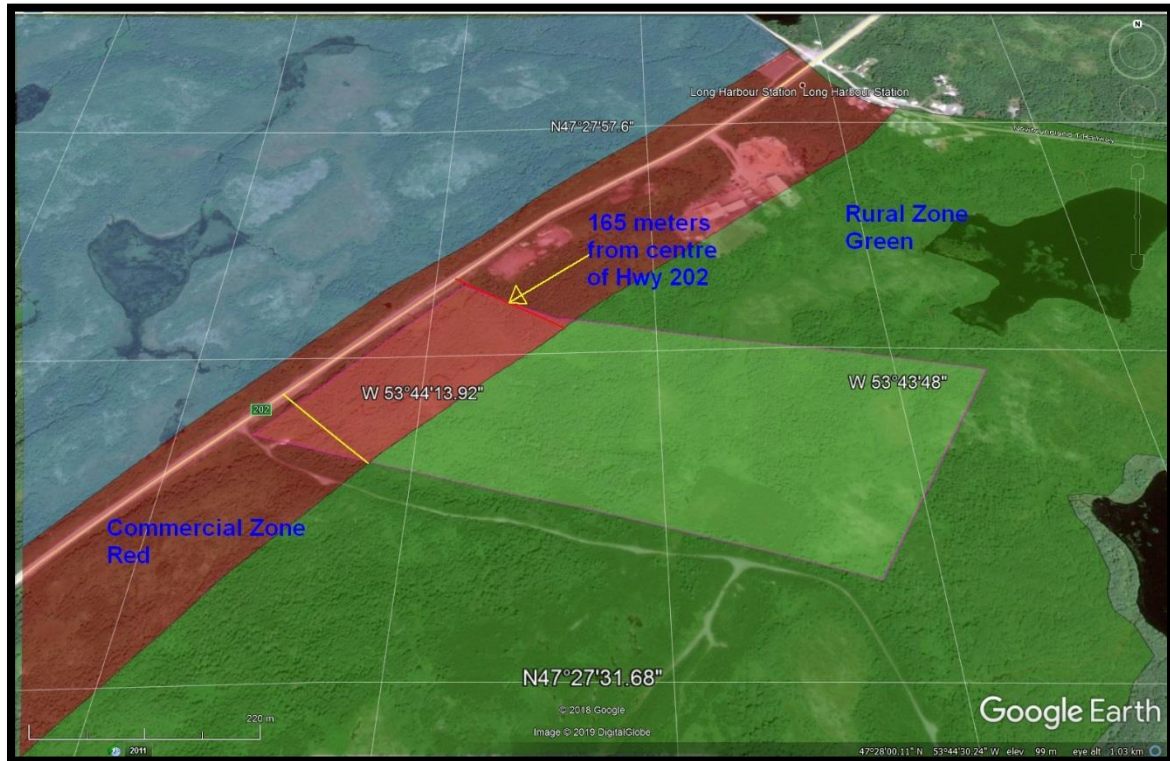 N
Long Harbour Station Long Harbour Station
N47°27'57.6"
165 meters
from centre
of Hwy 202
Rural Zone
Green
W 53°44'13.92"
W 53°43'48"
202
Commercial Zone
Red
N47°27'31.68"
220 m
© 2018 Google
Image © 2019 DigitalGlobe
Google Earth
2011
47°28'00.11" N 53°44'30.24" W elev 99 m eye alt 1.03 km